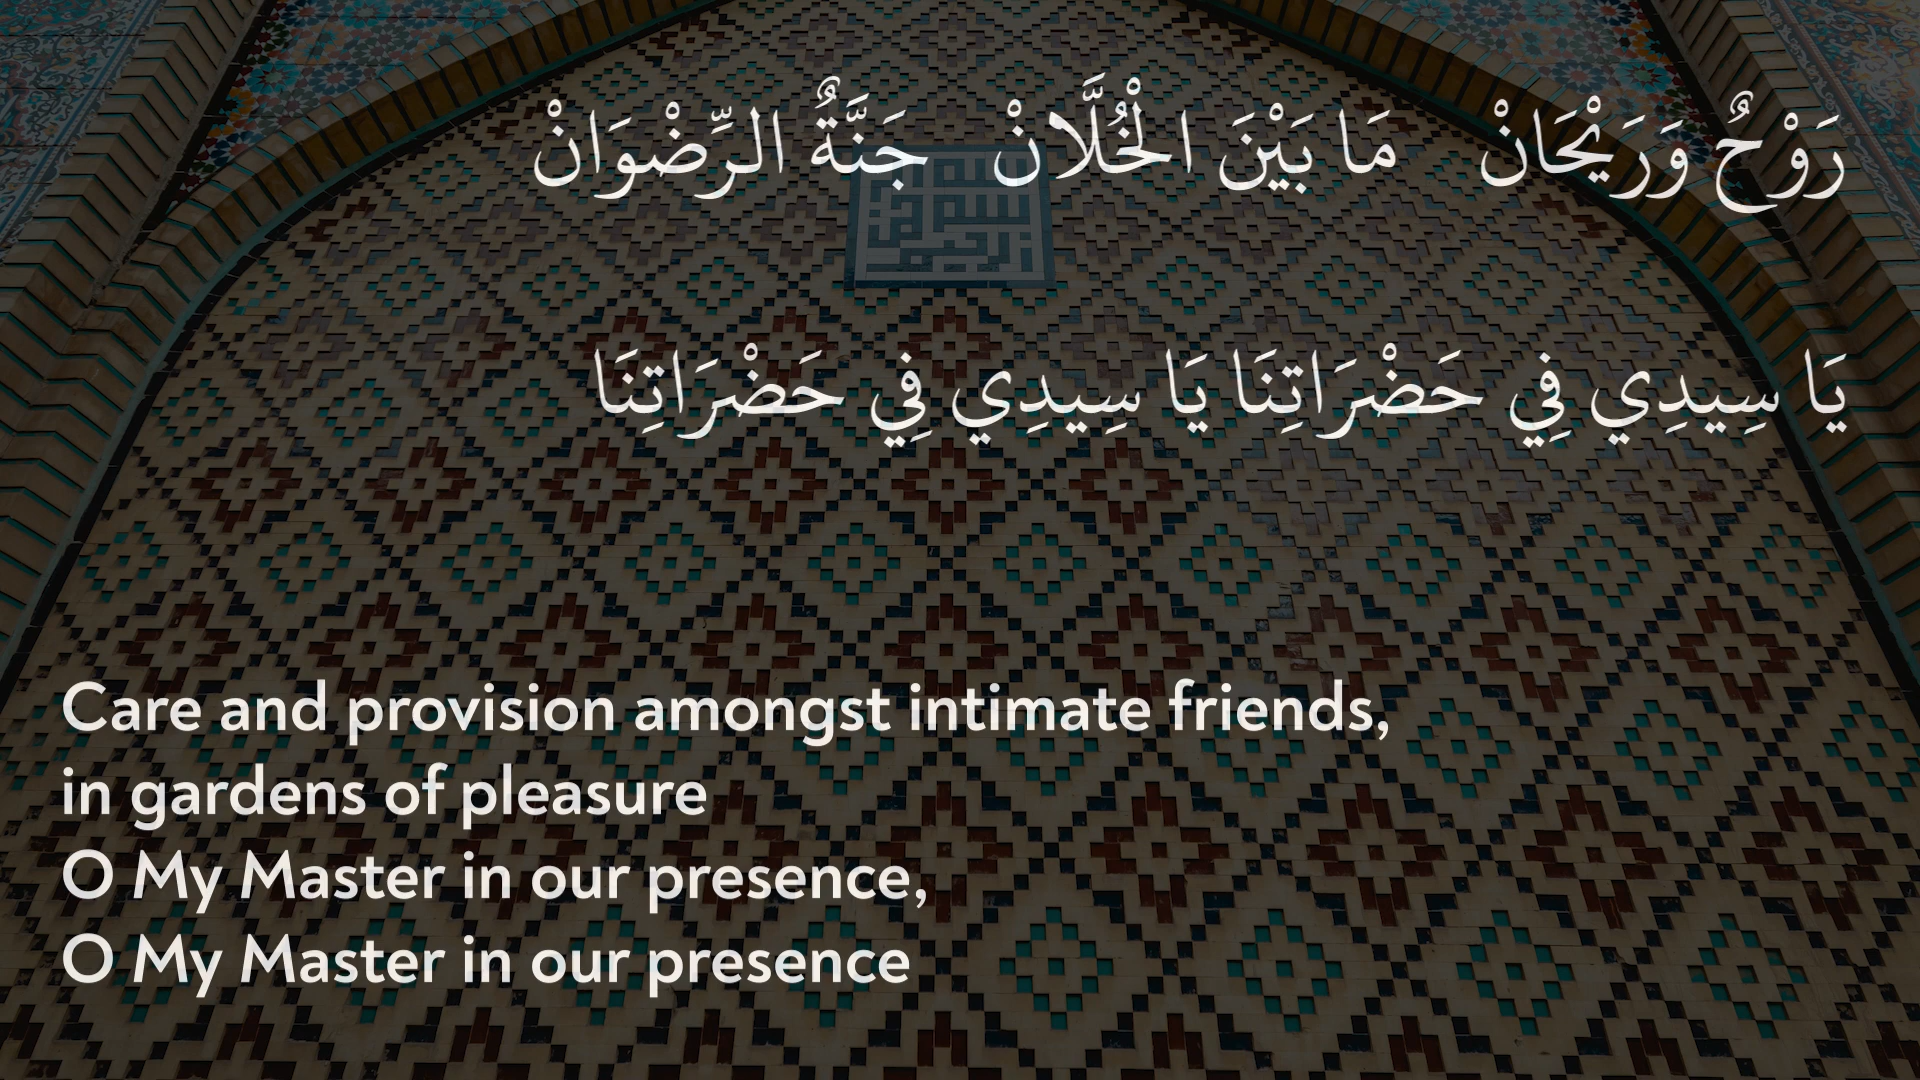 رَوْحٌ وَرَيْحَانْ مَا بَيْنَ الْخُلَّانْ جَنَّةُ الرِّضْوَانْ
يَا سِيدِي فِي حَضْرَاتِنَا يَا سِيدِي فِي حَضْرَاتِنَا
Care and provision amongst intimate friends,
in gardens of pleasure
O My Master in our presence,
O My Master in our presence